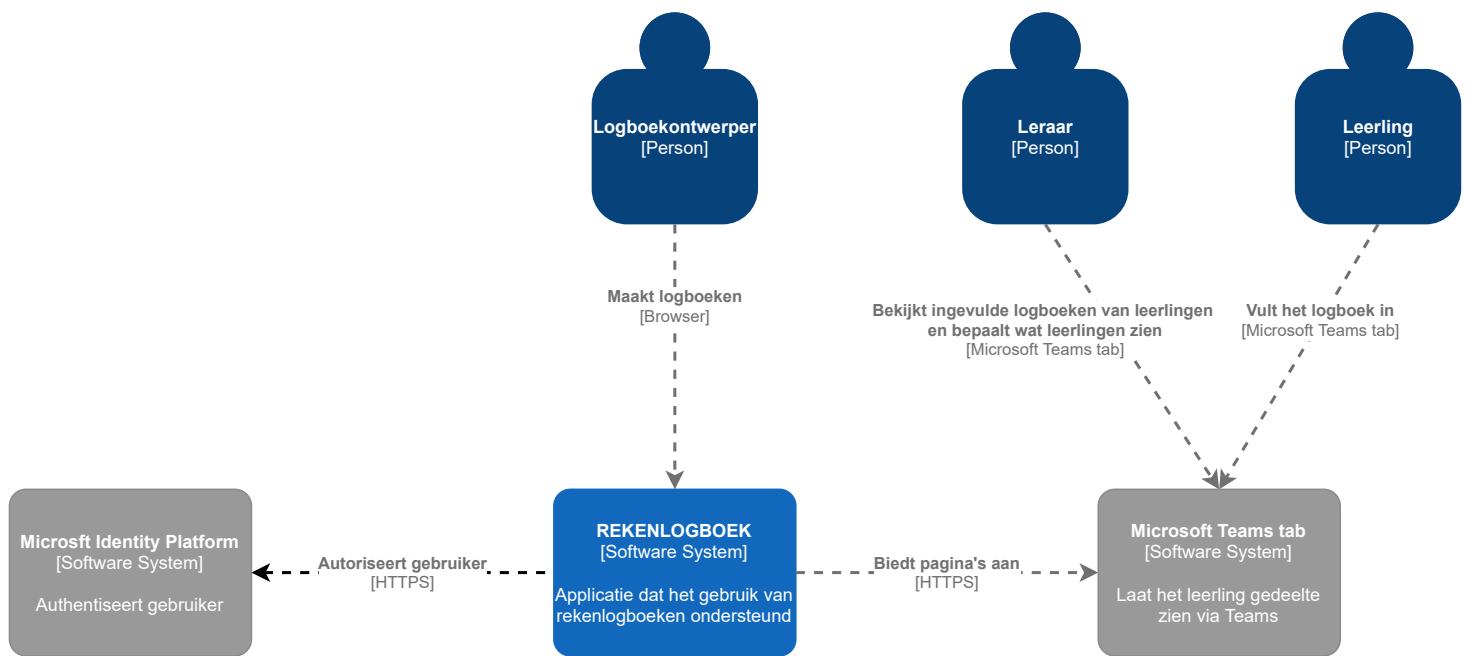 Logboekontwerper
[Person]
Leraar
[Person]
Leerling
[Person]
Maakt logboeken
[Browser]
Bekijkt ingevulde logboeken van leerlingen
en bepaalt wat leerlingen zien
[Microsoft Teams tab]
Vult het logboek in
[Microsoft Teams tab]
Microsft Identity Platform
[Software System]
Authentiseert gebruiker
Autoriseert gebruiker
[HTTPS]
REKENLOGBOEK
[Software System]
Applicatie dat het gebruik van
rekenlogboeken ondersteund
Biedt pagina's aan
[HTTPS]
Microsoft Teams tab
[Software System]
Laat het leerling gedeelte
zien via Teams